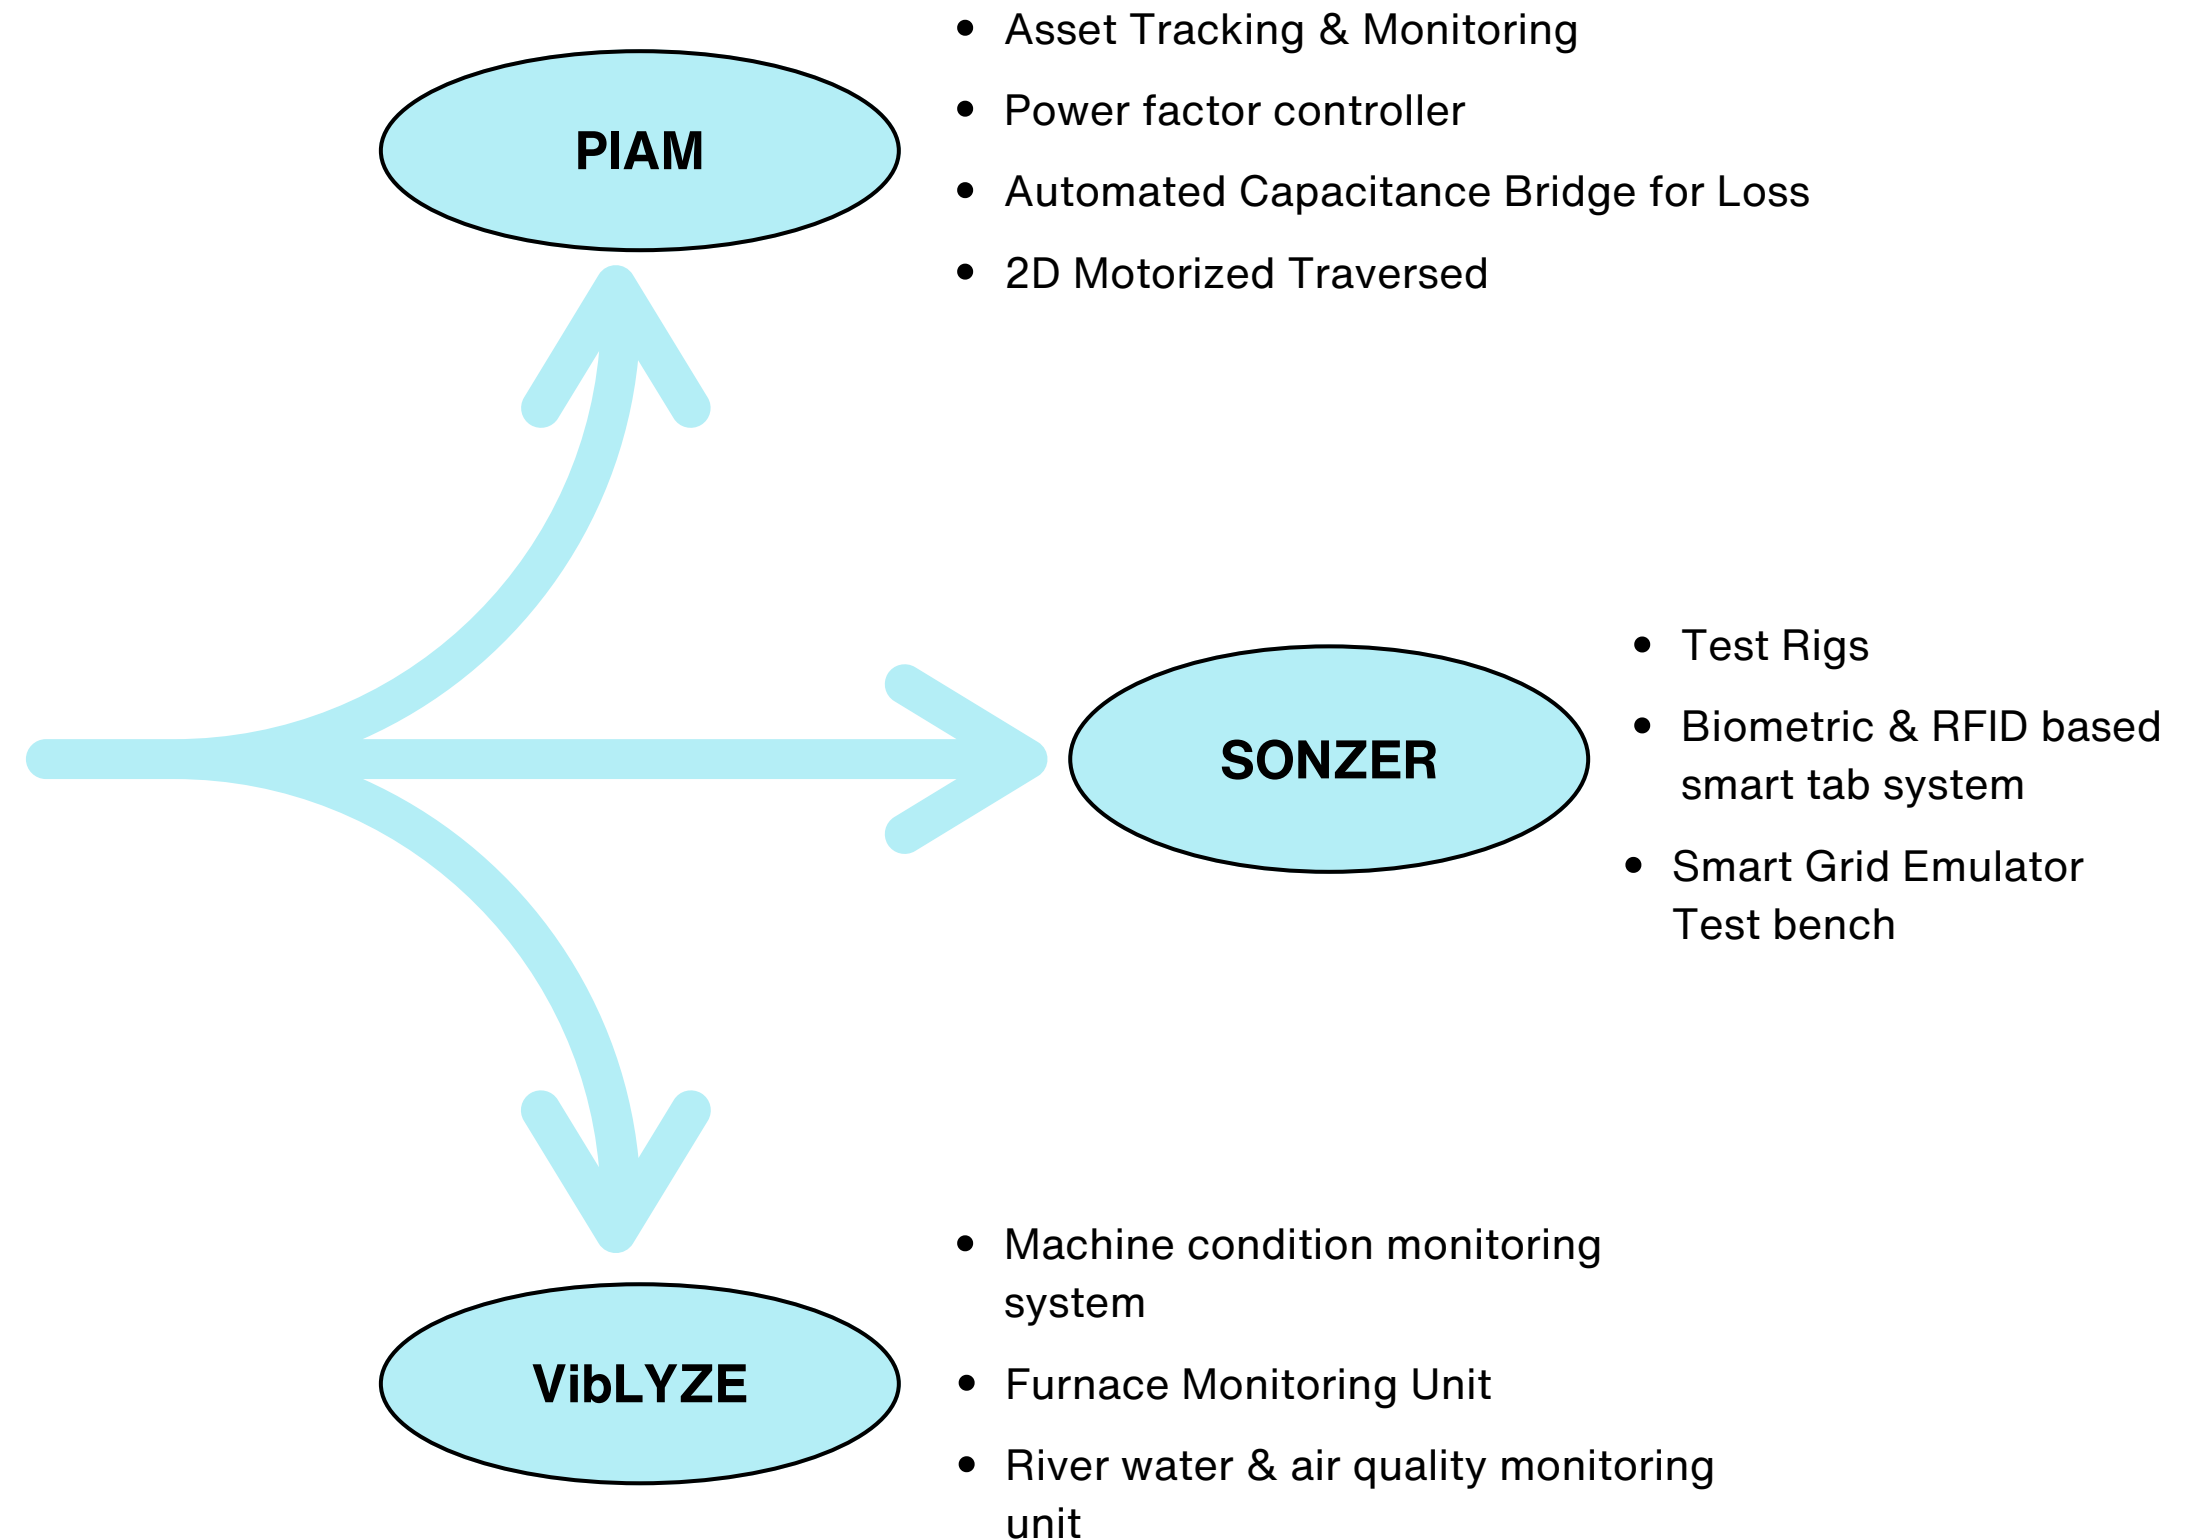 PIAM
• Asset Tracking & Monitoring
• Power factor controller
• Automated Capacitance Bridge for Loss
• 2D Motorized Traversed
SONZER
• Test Rigs
• Biometric & RFID based
smart tab system
• Smart Grid Emulator
Test bench
VibLYZE
• Machine condition monitoring
system
• Furnace Monitoring Unit
• River water & air quality monitoring
unit